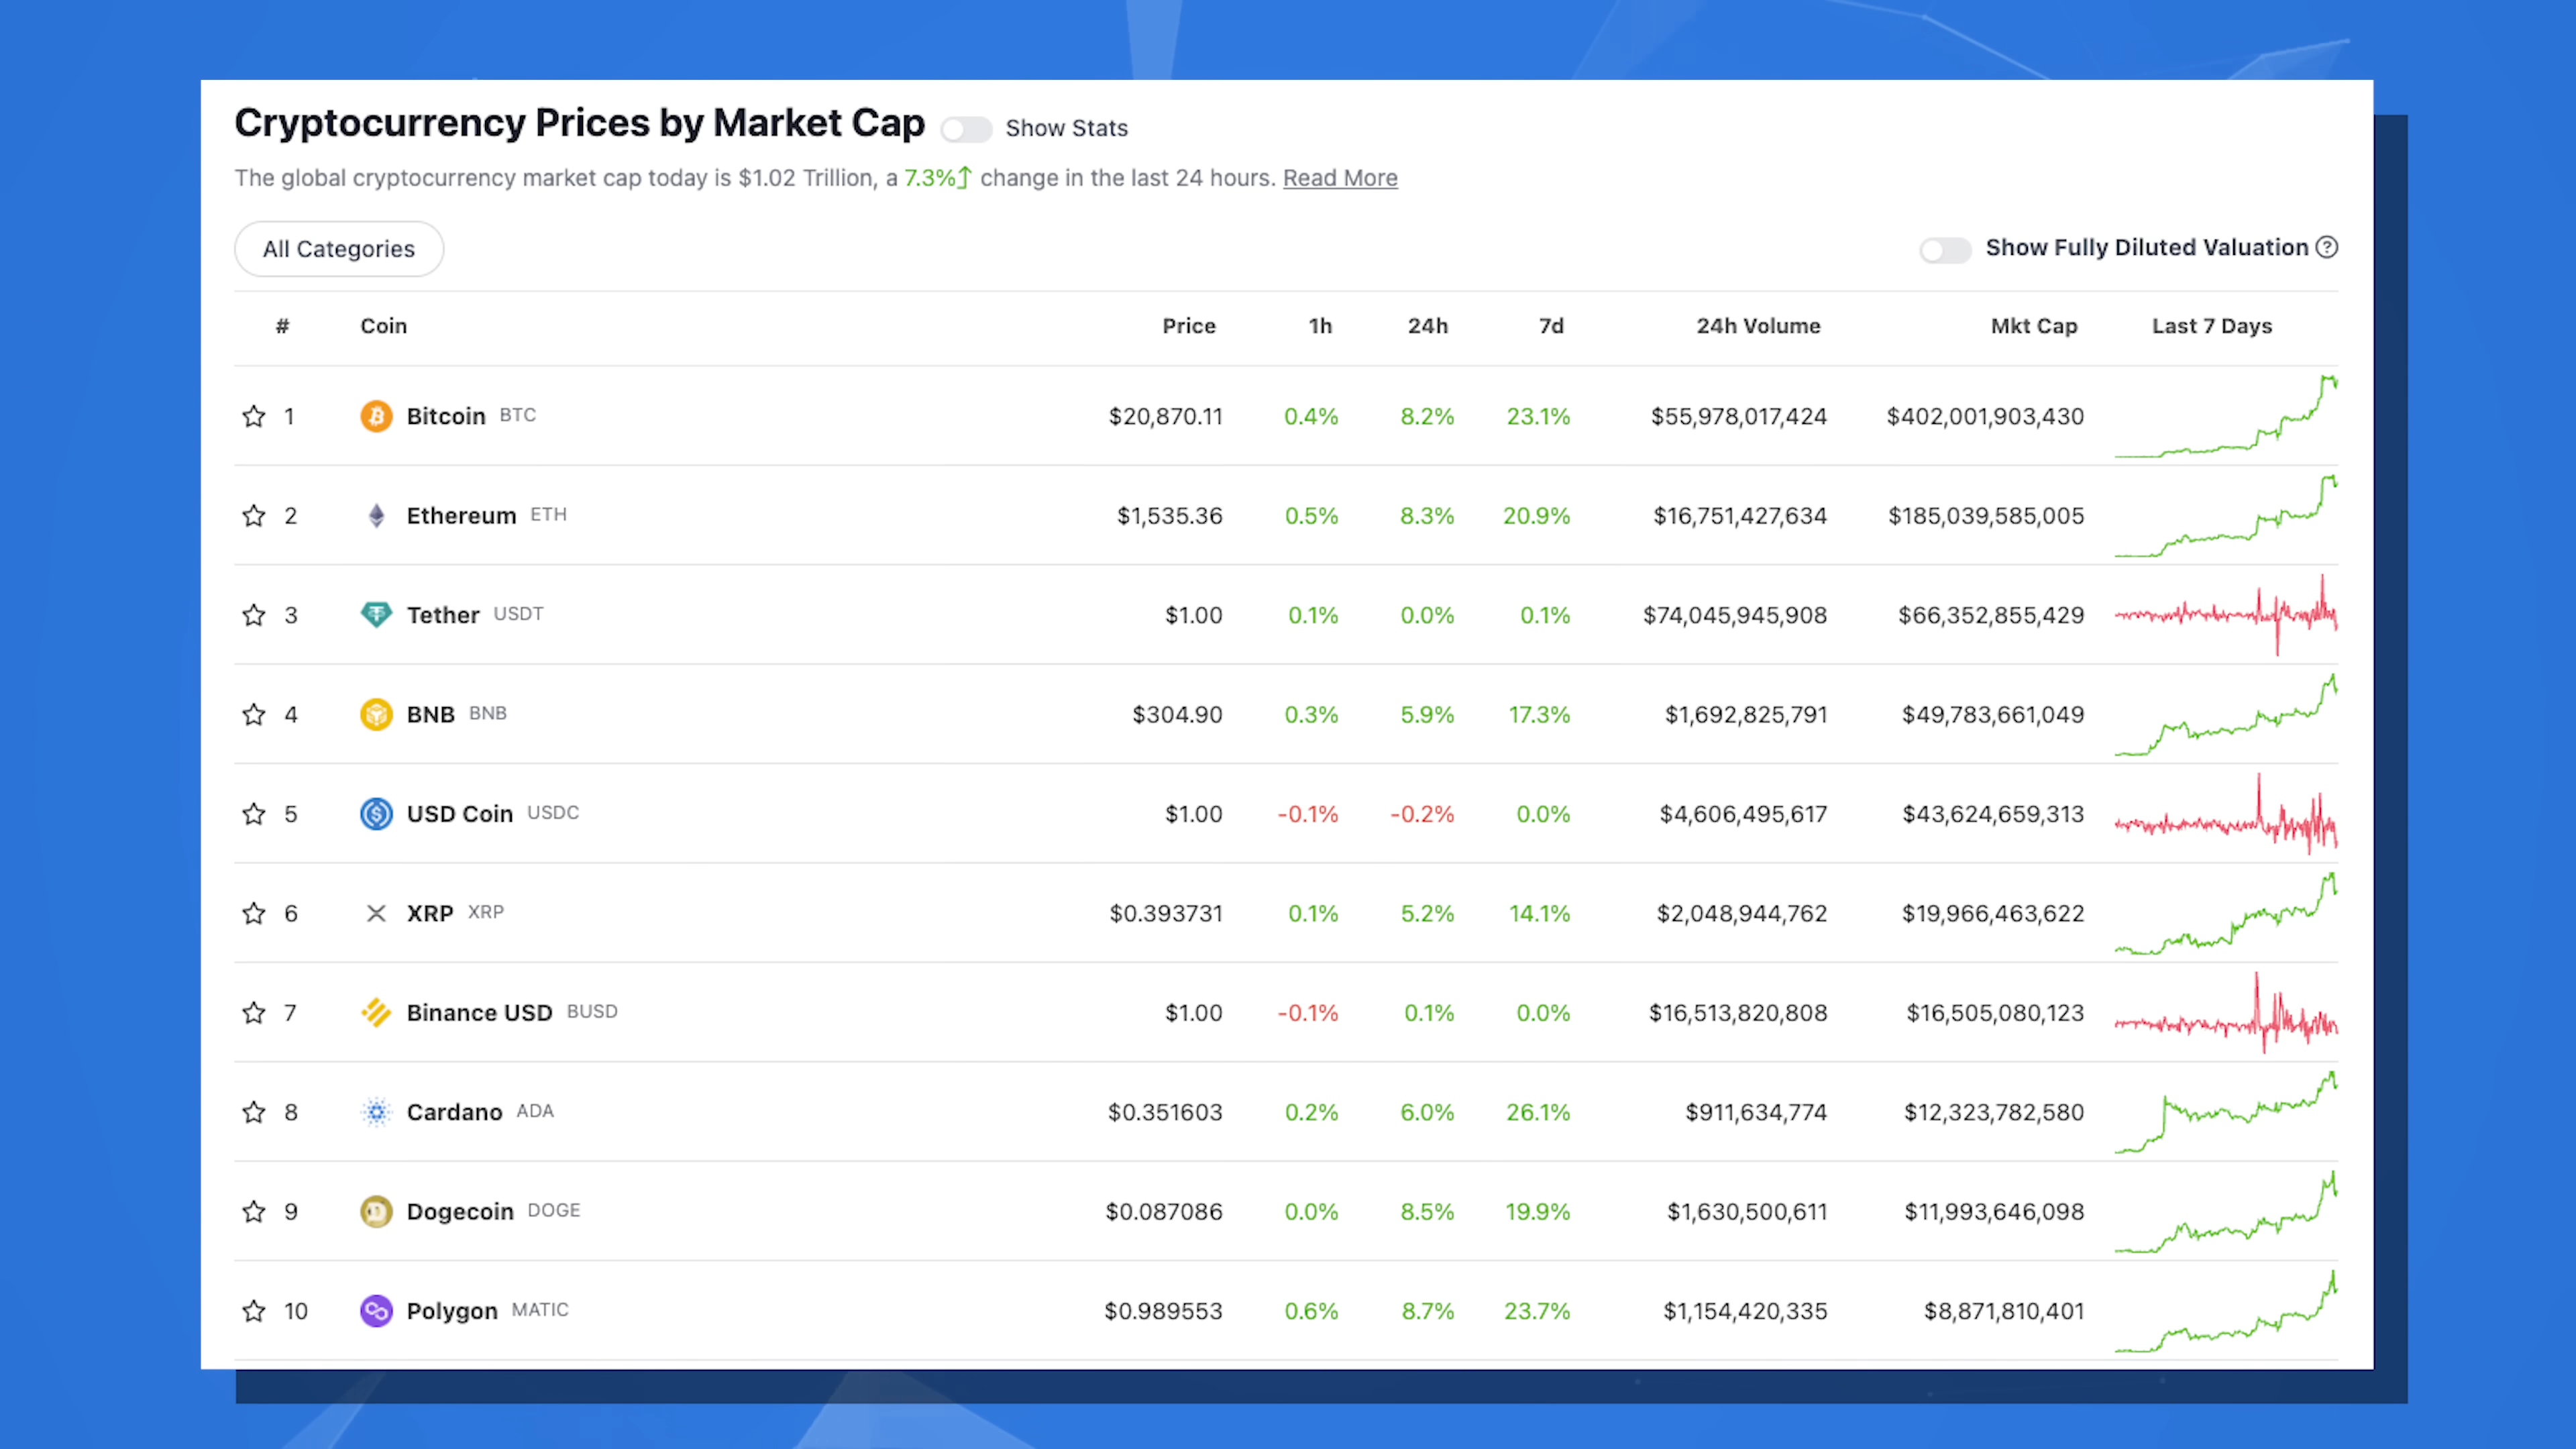 Cryptocurrency Prices by Market Cap Show Stats
The global cryptocurrency market cap today is $1.02 Trillion, a 7.3% change in the last 24 hours. Read More
All Categories Show Fully Diluted Valuation ?
# Coin Price 1h 24h 7d 24h Volume Mkt Cap Last 7 Days
1 Bitcoin BTC $20,870.11 0.4% 8.2% 23.1% $55,978,017,424 $402,001,903,430
2 Ethereum ETH $1,535.36 0.5% 8.3% 20.9% $16,751,427,634 $185,039,585,005
3 Tether USDT $1.00 0.1% 0.0% 0.1% $74,045,945,908 $66,352,855,429
4 BNB BNB $304.90 0.3% 5.9% 17.3% $1,692,825,791 $49,783,661,049
5 USD Coin USDC $1.00 -0.1% -0.2% 0.0% $4,606,495,617 $43,624,659,313
6 XRP XRP $0.393731 0.1% 5.2% 14.1% $2,048,944,762 $19,966,463,622
7 Binance USD BUSD $1.00 -0.1% 0.1% 0.0% $16,513,820,808 $16,505,080,123
8 Cardano ADA $0.351603 0.2% 6.0% 26.1% $911,634,774 $12,323,782,580
9 Dogecoin DOGE $0.087086 0.0% 8.5% 19.9% $1,630,500,611 $11,993,646,098
10 Polygon MATIC $0.989553 0.6% 8.7% 23.7% $1,154,420,335 $8,871,810,401